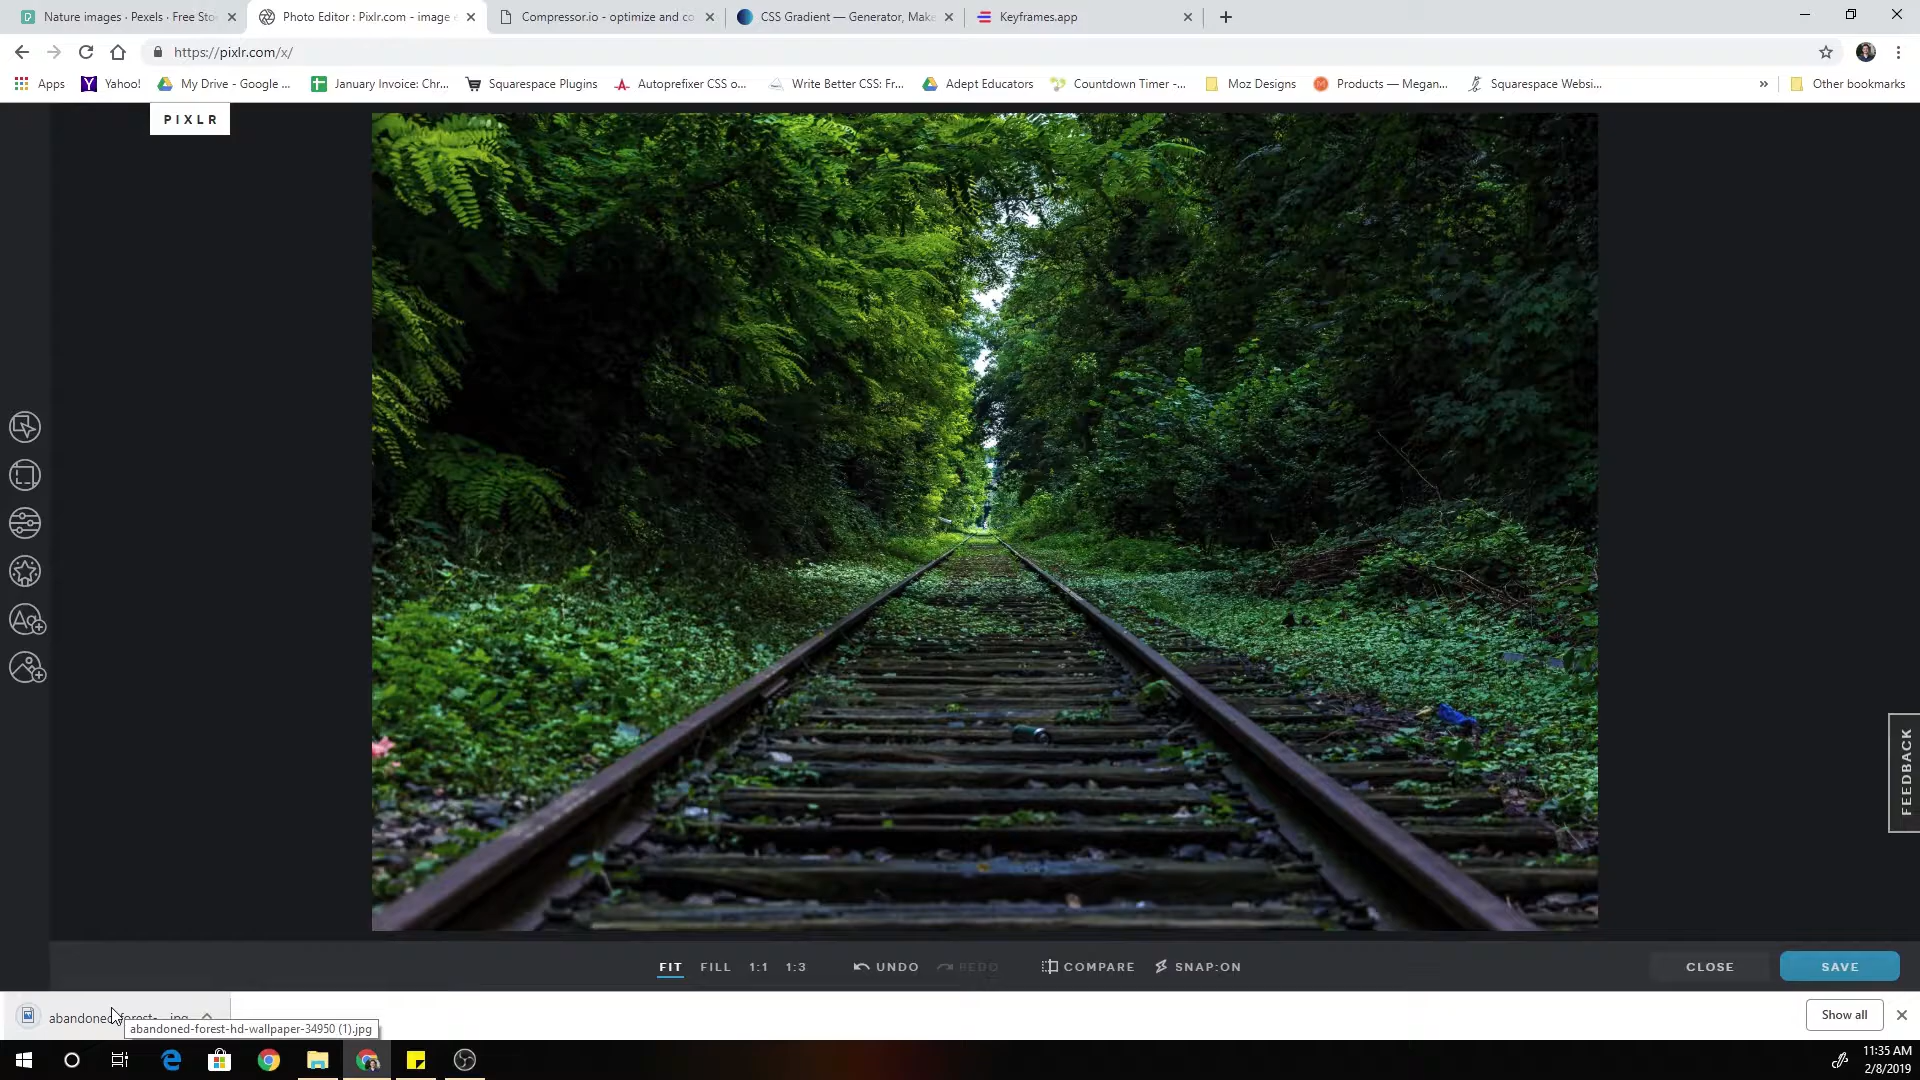 Nature images · Pexels · Free Sto
Photo Editor : Pixlr.com - image e
Compressor.io - optimize and co
CSS Gradient — Generator, Make
Keyframes.app
https://pixlr.com/x/
Apps
Yahoo!
My Drive - Google ...
January Invoice: Chr...
Squarespace Plugins
Autoprefixer CSS o...
Write Better CSS: Fr...
Adept Educators
Countdown Timer -...
Moz Designs
Products — Megan...
Squarespace Websi...
»
Other bookmarks
PIXLR
FEEDBACK
FIT
FILL
1:1
1:3
UNDO
REDO
COMPARE
SNAP:ON
CLOSE
SAVE
abandoned-forest-....jpg
abandoned-forest-hd-wallpaper-34950 (1).jpg
Show all
11:35 AM
2/8/2019